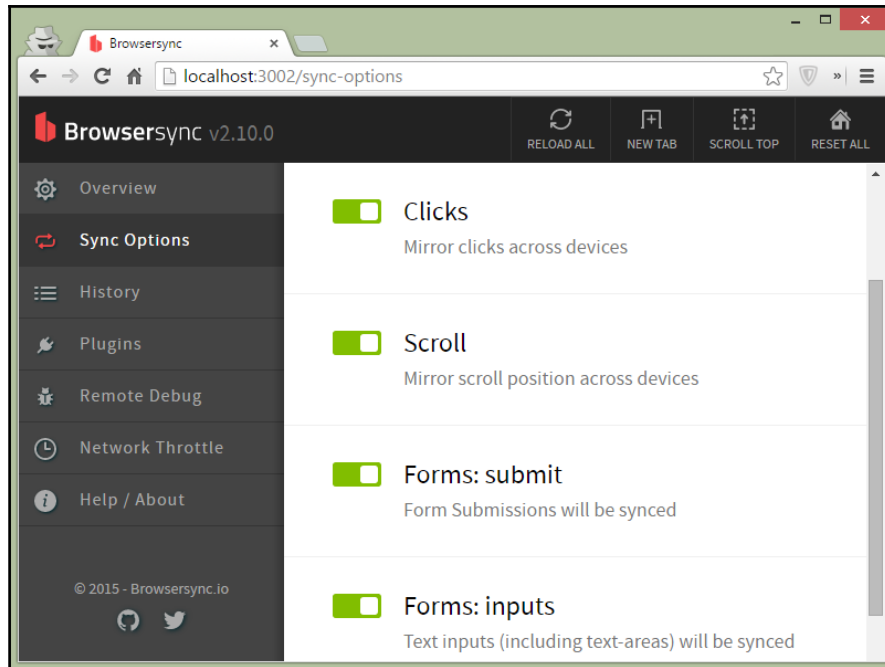 Browsersync
localhost:3002/sync-options
Browsersync v2.10.0
RELOAD ALL
NEW TAB
SCROLL TOP
RESET ALL
Overview
Sync Options
History
Plugins
Remote Debug
Network Throttle
Help / About
© 2015 - Browsersync.io
Clicks
Mirror clicks across devices
Scroll
Mirror scroll position across devices
Forms: submit
Form Submissions will be synced
Forms: inputs
Text inputs (including text-areas) will be synced